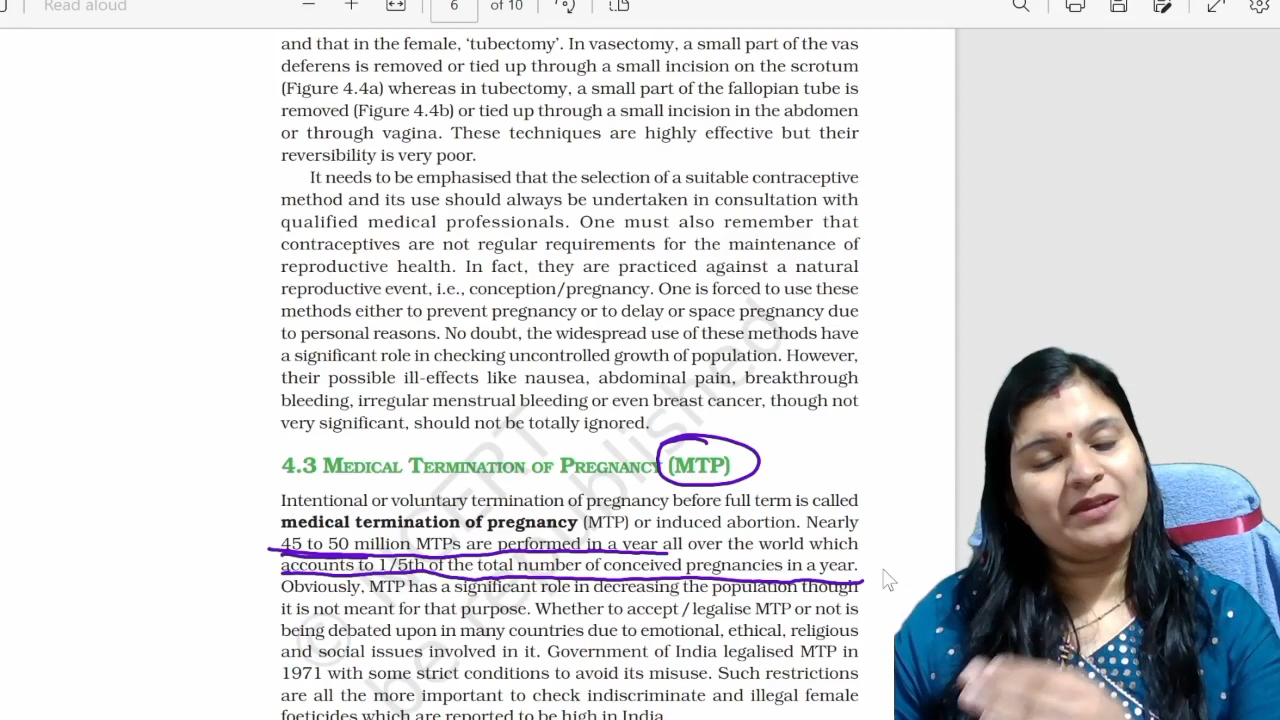 Read aloud
6
of 10
and that in the female, ‘tubectomy’. In vasectomy, a small part of the vas
deferens is removed or tied up through a small incision on the scrotum
(Figure 4.4a) whereas in tubectomy, a small part of the fallopian tube is
removed (Figure 4.4b) or tied up through a small incision in the abdomen
or through vagina. These techniques are highly effective but their
reversibility is very poor.
It needs to be emphasised that the selection of a suitable contraceptive
method and its use should always be undertaken in consultation with
qualified medical professionals. One must also remember that
contraceptives are not regular requirements for the maintenance of
reproductive health. In fact, they are practiced against a natural
reproductive event, i.e., conception/pregnancy. One is forced to use these
methods either to prevent pregnancy or to delay or space pregnancy due
to personal reasons. No doubt, the widespread use of these methods have
a significant role in checking uncontrolled growth of population. However,
their possible ill-effects like nausea, abdominal pain, breakthrough
bleeding, irregular menstrual bleeding or even breast cancer, though not
very significant, should not be totally ignored.
4.3 MEDICAL TERMINATION OF PREGNANCY (MTP)
Intentional or voluntary termination of pregnancy before full term is called
medical termination of pregnancy (MTP) or induced abortion. Nearly
45 to 50 million MTPs are performed in a year all over the world which
accounts to 1/5th of the total number of conceived pregnancies in a year.
Obviously, MTP has a significant role in decreasing the population though
it is not meant for that purpose. Whether to accept / legalise MTP or not is
being debated upon in many countries due to emotional, ethical, religious
and social issues involved in it. Government of India legalised MTP in
1971 with some strict conditions to avoid its misuse. Such restrictions
are all the more important to check indiscriminate and illegal female
foeticides which are reported to be high in India.
© NCERT
be republished